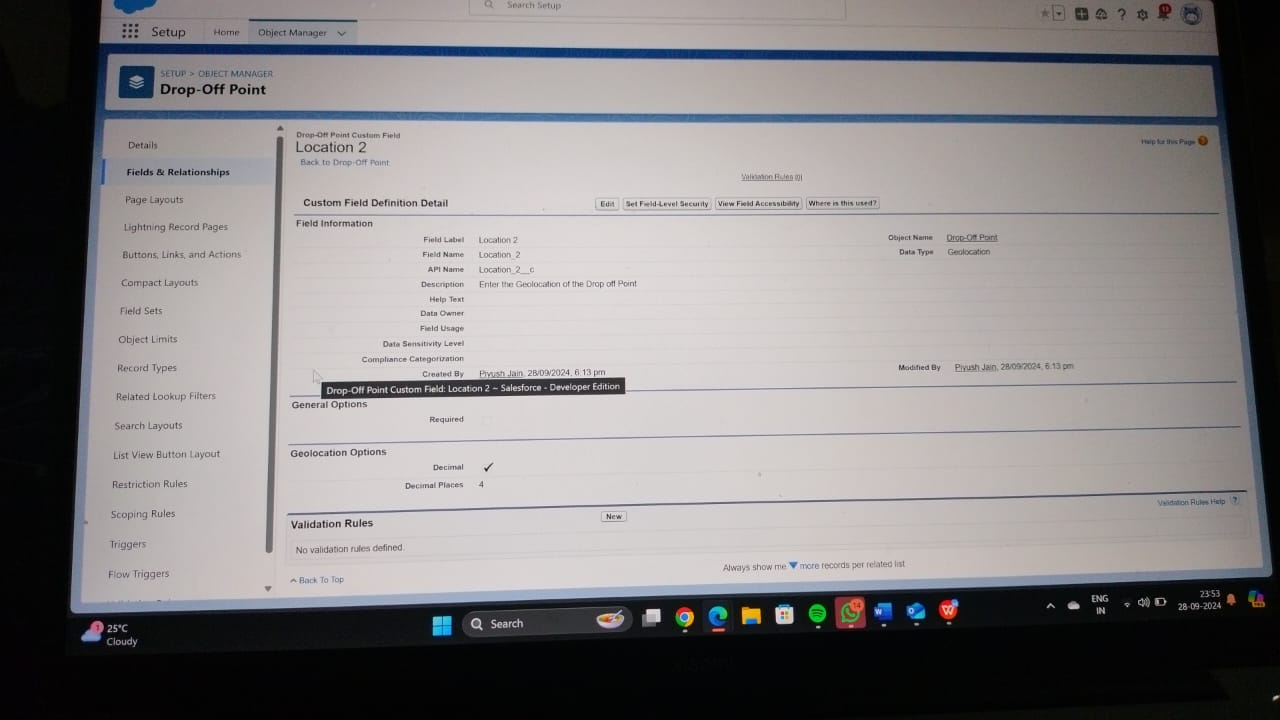 Search Setup
Setup
Home
Object Manager
SETUP > OBJECT MANAGER
Drop-Off Point
Details
Fields & Relationships
Page Layouts
Lightning Record Pages
Buttons, Links, and Actions
Compact Layouts
Field Sets
Object Limits
Record Types
Related Lookup Filters
Search Layouts
List View Button Layout
Restriction Rules
Scoping Rules
Triggers
Flow Triggers
Drop-Off Point Custom Field
Location 2
Back to Drop-Off Point
Help for this Page
Validation Rules [0]
Custom Field Definition Detail
Edit Set Field-Level Security View Field Accessibility Where is this used?
Field Information
Field Label Location 2 Object Name Drop-Off Point
Field Name Location_2 Data Type Geolocation
API Name Location_2__c
Description Enter the Geolocation of the Drop off Point
Help Text
Data Owner
Field Usage
Data Sensitivity Level
Compliance Categorization
Created By Piyush Jain, 28/09/2024, 6:13 pm Modified By Piyush Jain, 28/09/2024, 6:13 pm
Drop-Off Point Custom Field: Location 2 ~ Salesforce - Developer Edition
General Options
Required
Geolocation Options
Decimal ✓
Decimal Places 4
Validation Rules New Validation Rules Help ?
No validation rules defined.
Back To Top Always show me ▼ more records per related list
1 25°C
Cloudy
Search
14
ENG
IN
23:53
28-09-2024